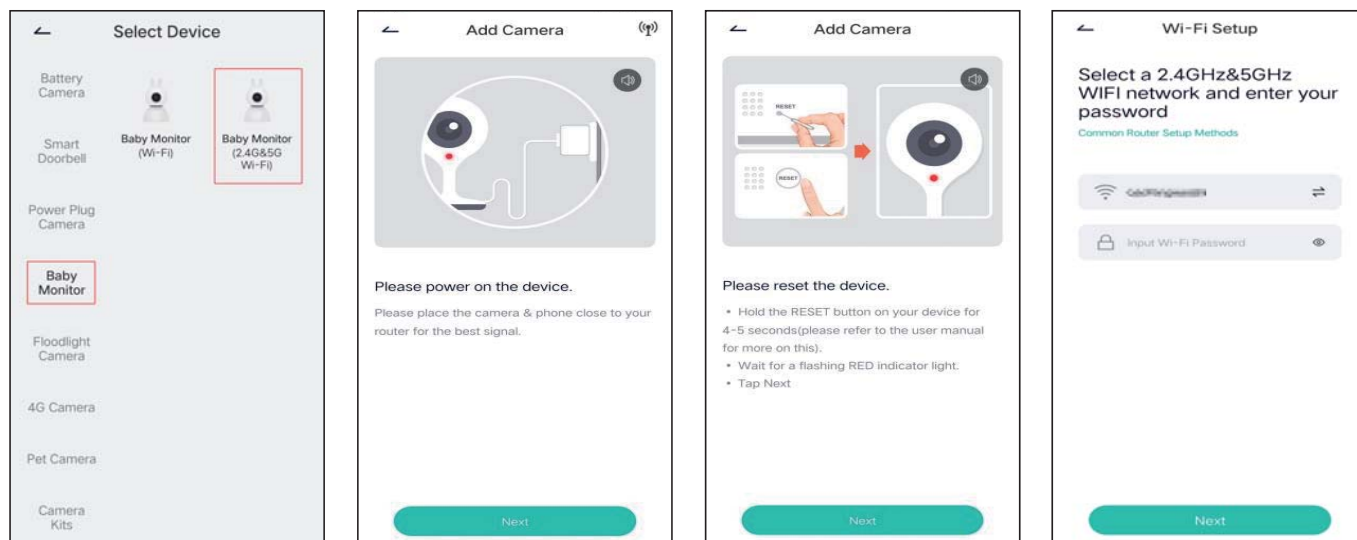 Select Device
Battery
Camera
Smart
Doorbell
Power Plug
Camera
Baby
Monitor
Floodlight
Camera
4G Camera
Pet Camera
Camera
Kits
Baby Monitor
(Wi-Fi)
Baby Monitor
(2.4G&5G
Wi-Fi)
Add Camera
Please power on the device.
Please place the camera & phone close to your
router for the best signal.
Next
Add Camera
RESET
RESET
Please reset the device.
• Hold the RESET button on your device for
4-5 seconds(please refer to the user manual
for more on this).
• Wait for a flashing RED indicator light.
• Tap Next
Next
Wi-Fi Setup
Select a 2.4GHz&5GHz
WIFI network and enter your
password
Common Router Setup Methods
Input Wi-Fi Password
Next